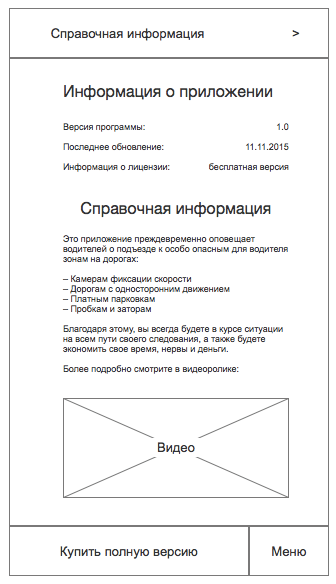 Справочная информация >
Информация о приложении
Версия программы: 1.0
Последнее обновление: 11.11.2015
Информация о лицензии: бесплатная версия
Справочная информация
Это приложение преждевременно оповещает
водителей о подъезде к особо опасным для водителя
зонам на дорогах:
– Камерам фиксации скорости
– Дорогам с односторонним движением
– Платным парковкам
– Пробкам и заторам
Благодаря этому, вы всегда будете в курсе ситуации
на всем пути своего следования, а также будете
экономить свое время, нервы и деньги.
Более подробно смотрите в видеоролике:
Видео
Купить полную версию
Меню